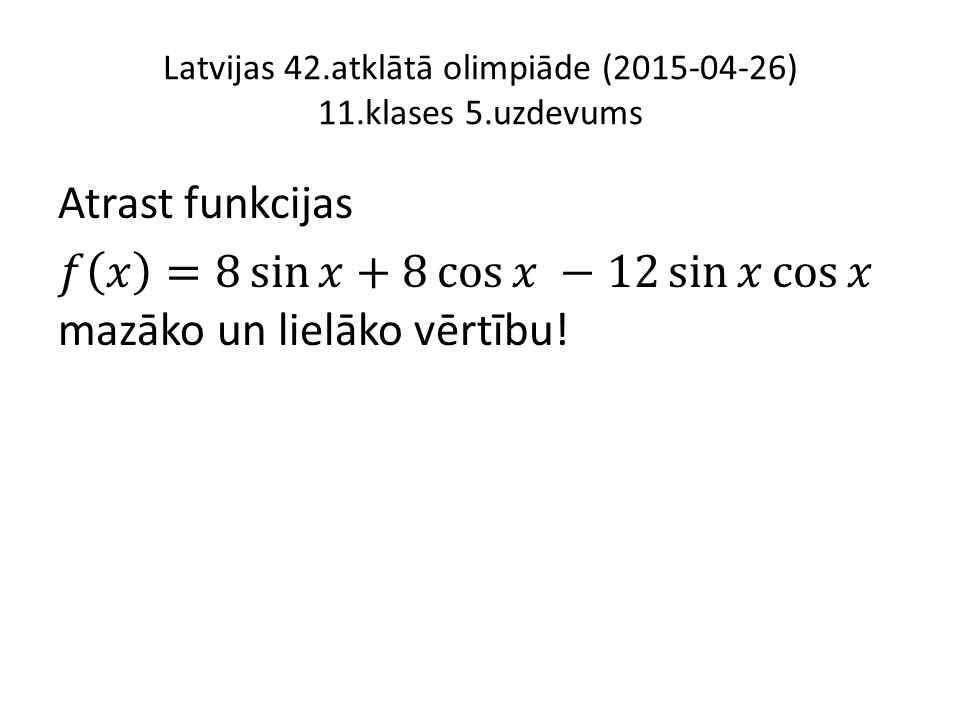 Latvijas 42.atklātā olimpiāde (2015-04-26)
11.klases 5.uzdevums
Atrast funkcijas
𝑓(𝑥) = 8 sin 𝑥 + 8 cos 𝑥 − 12 sin 𝑥 cos 𝑥
mazāko un lielāko vērtību!